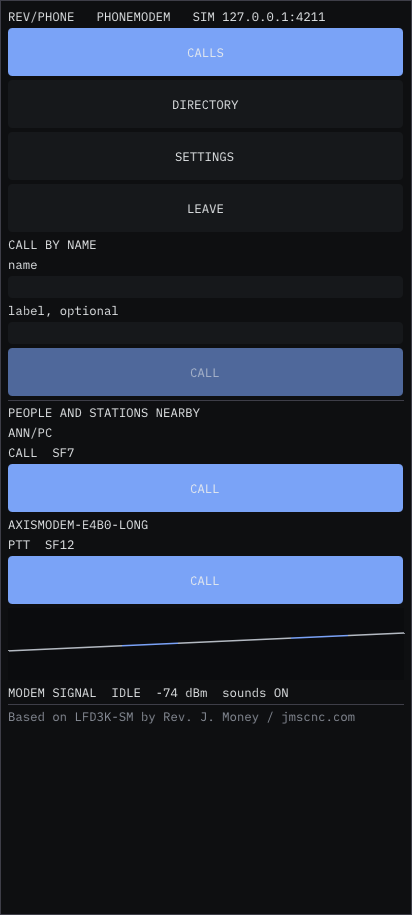 REV/PHONE PHONEMODEM SIM 127.0.0.1:4211
CALLS
DIRECTORY
SETTINGS
LEAVE
CALL BY NAME
name
label, optional
CALL
PEOPLE AND STATIONS NEARBY
ANN/PC
CALL SF7
CALL
AXISMODEM-E4B0-LONG
PTT SF12
CALL
MODEM SIGNAL IDLE -74 dBm sounds ON
Based on LFD3K-SM by Rev. J. Money / jmscnc.com